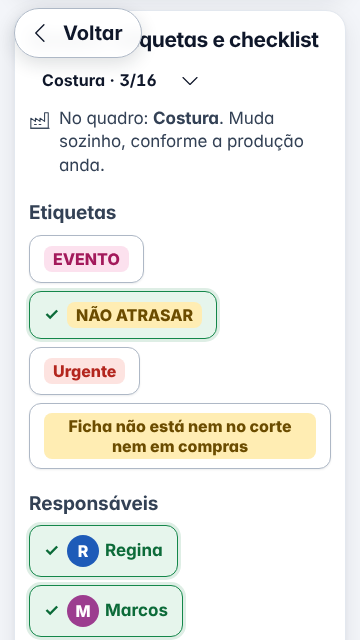 Voltar
quetas e checklist
Costura · 3/16
No quadro: Costura. Muda
sozinho, conforme a produção
anda.
Etiquetas
EVENTO
✓ NÃO ATRASAR
Urgente
Ficha não está nem no corte
nem em compras
Responsáveis
✓ R Regina
✓ M Marcos